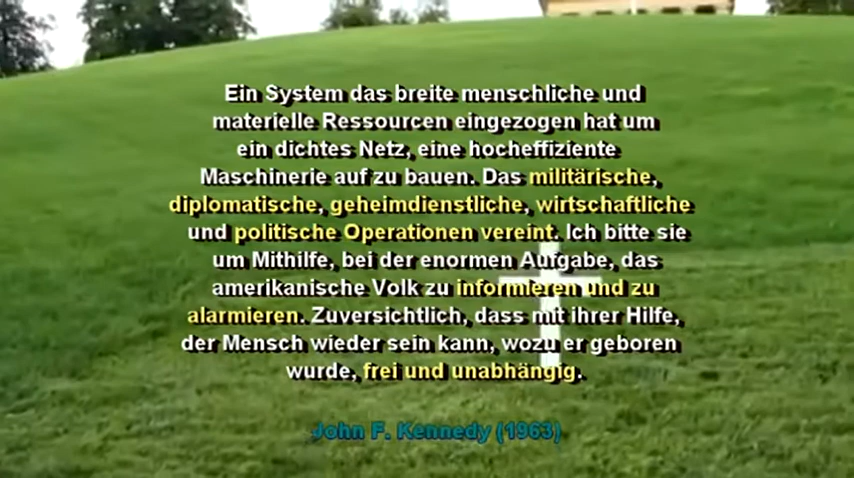 Ein System das breite menschliche und
materielle Ressourcen eingezogen hat um
ein dichtes Netz, eine hocheffiziente
Maschinerie auf zu bauen. Das militärische,
diplomatische, geheimdienstliche, wirtschaftliche
und politische Operationen vereint. Ich bitte sie
um Mithilfe, bei der enormen Aufgabe, das
amerikanische Volk zu informieren und zu
alarmieren. Zuversichtlich, dass mit ihrer Hilfe,
der Mensch wieder sein kann, wozu er geboren
wurde, frei und unabhängig.
John F. Kennedy (1963)